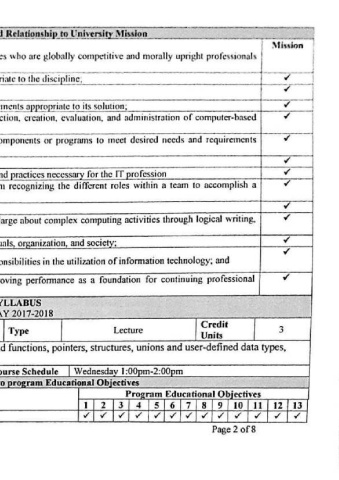 d Relationship to University Mission
Mission
es who are globally competitive and morally upright professionals
riate to the discipline;
✓
✓
ments appropriate to its solution;
✓
ction, creation, evaluation, and administration of computer-based
✓
omponents or programs to meet desired needs and requirements
✓
✓
nd practices necessary for the IT profession
✓
n recognizing the different roles within a team to accomplish a
✓
✓
arge about complex computing activities through logical writing,
✓
uals, organization, and society;
✓
onsibilities in the utilization of information technology; and
✓
oving performance as a foundation for continuing professional
✓
YLLABUS
AY 2017-2018
Type Lecture Credit Units 3
d functions, pointers, structures, unions and user-defined data types,
ourse Schedule Wednesday 1:00pm-2:00pm
to program Educational Objectives
Program Educational Objectives
1 2 3 4 5 6 7 8 9 10 11 12 13
✓ ✓ ✓ ✓ ✓ ✓ ✓ ✓ ✓ ✓ ✓ ✓ ✓
Page 2 of 8